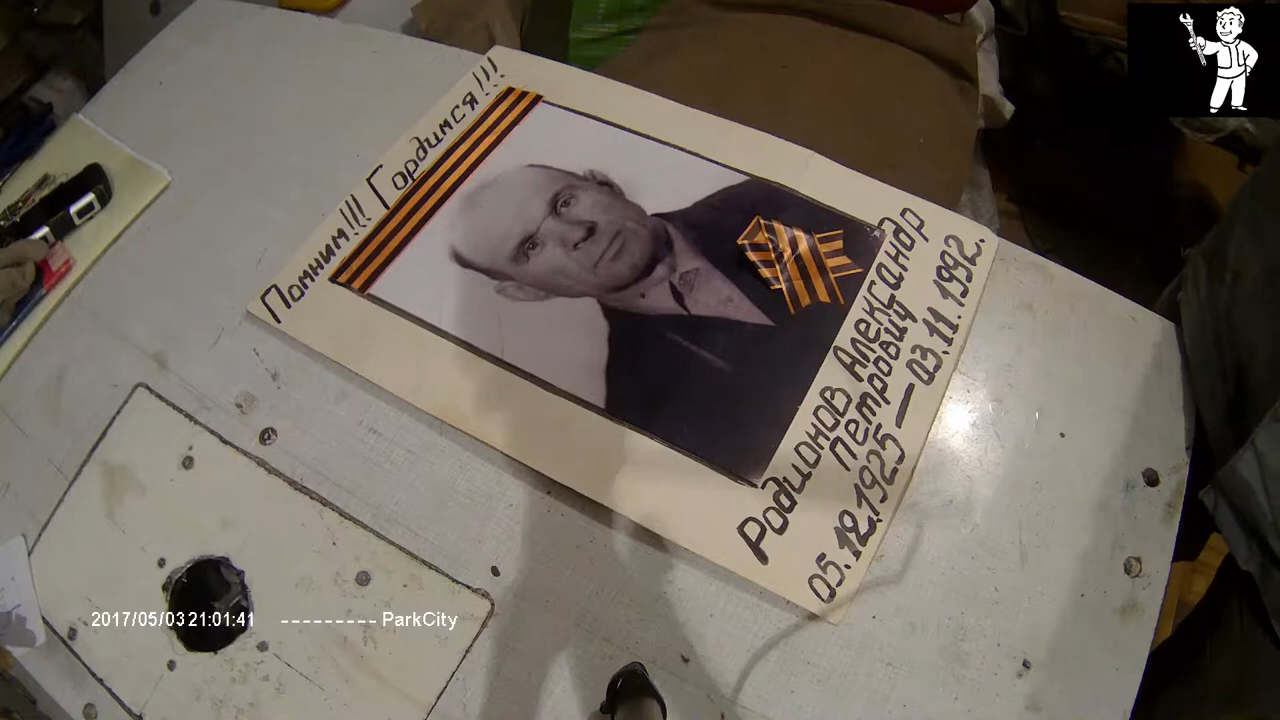 Помним!!! Гордимся!!!
Родионов Александр
Петрович
05.12.1925 — 03.11.1992.
2017/05/03 21:01:41 --------- ParkCity